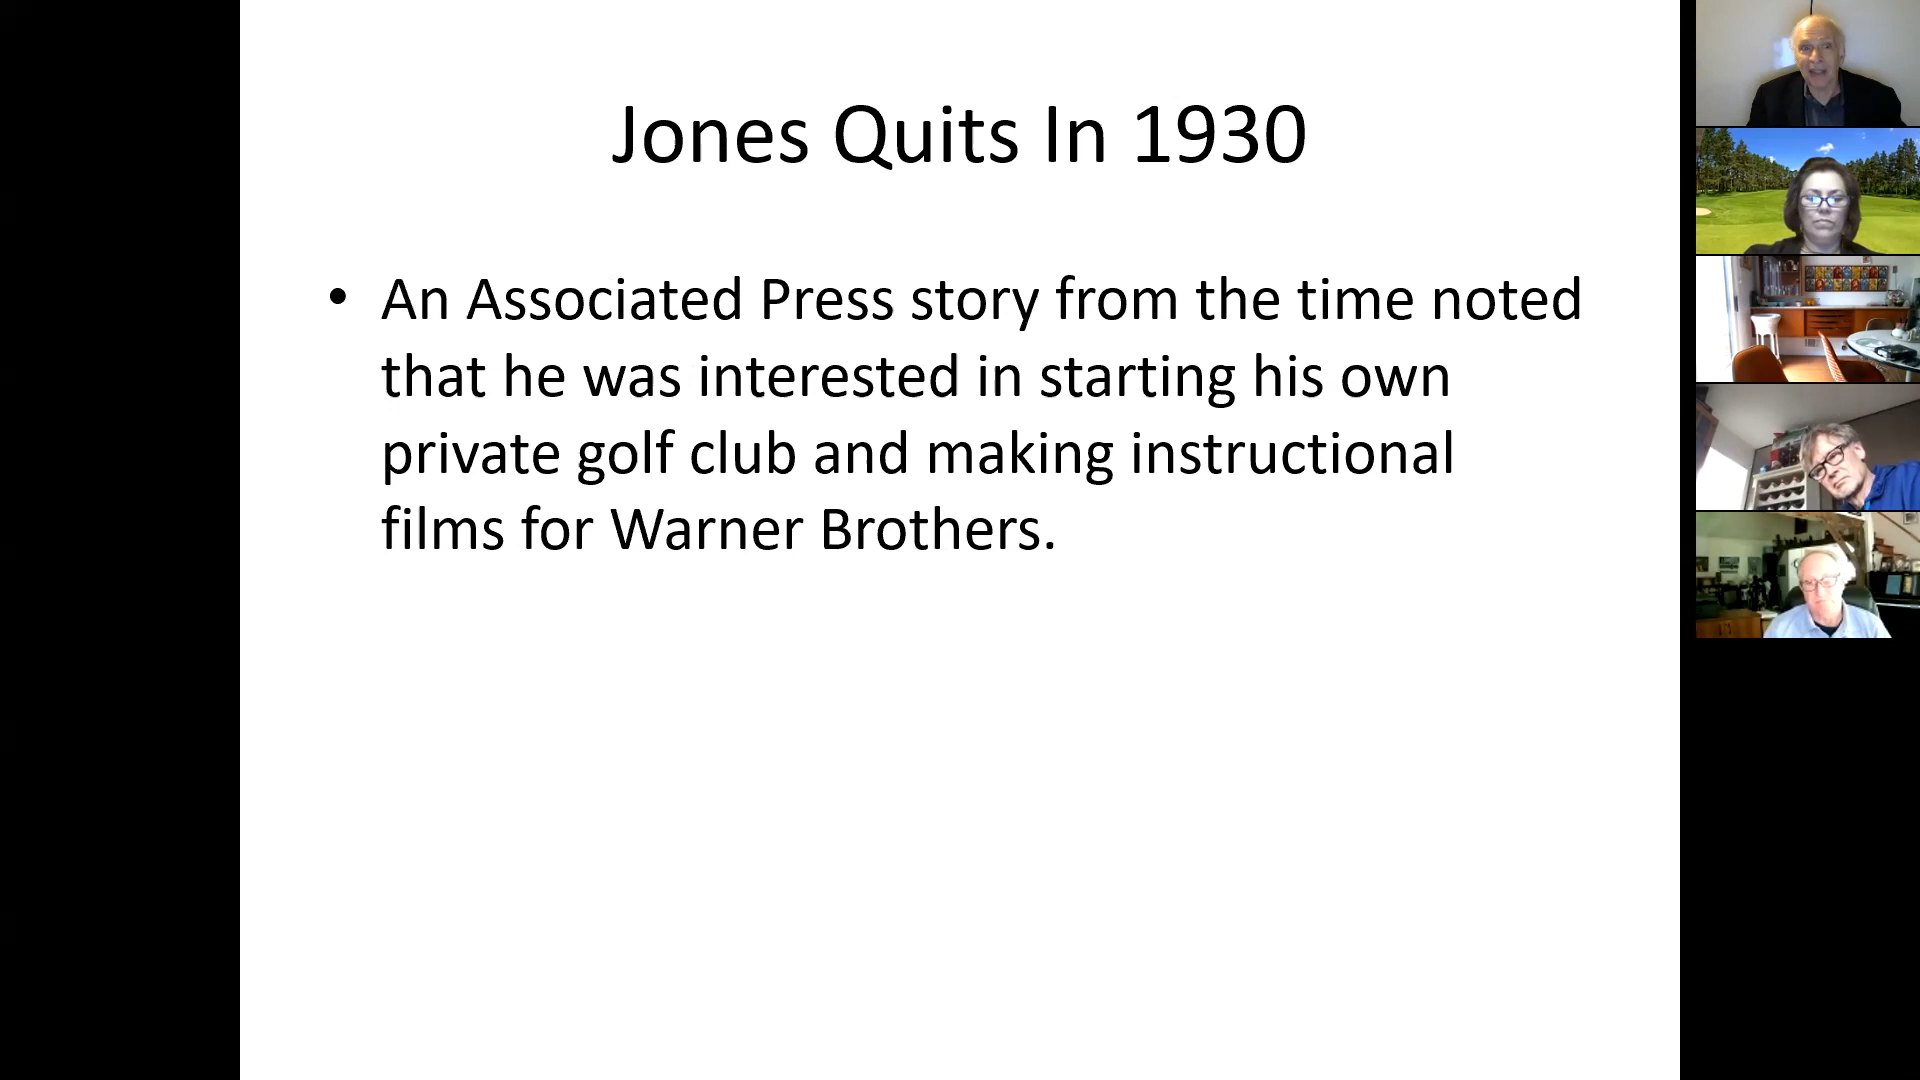 Jones Quits In 1930
• An Associated Press story from the time noted
that he was interested in starting his own
private golf club and making instructional
films for Warner Brothers.